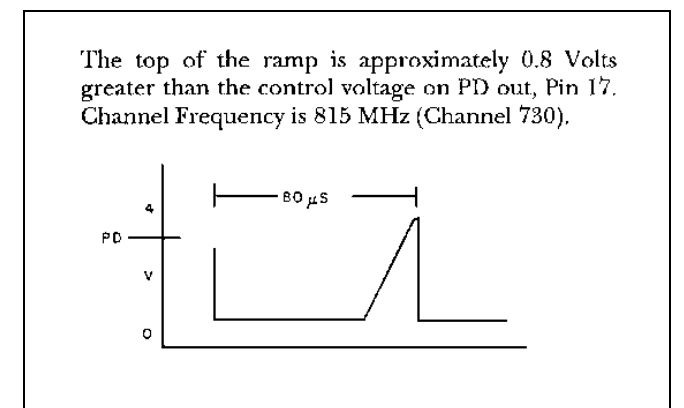 The top of the ramp is approximately 0.8 Volts
greater than the control voltage on PD out, Pin 17.
Channel Frequency is 815 MHz (Channel 730).
80 μS
4
PD
V
0